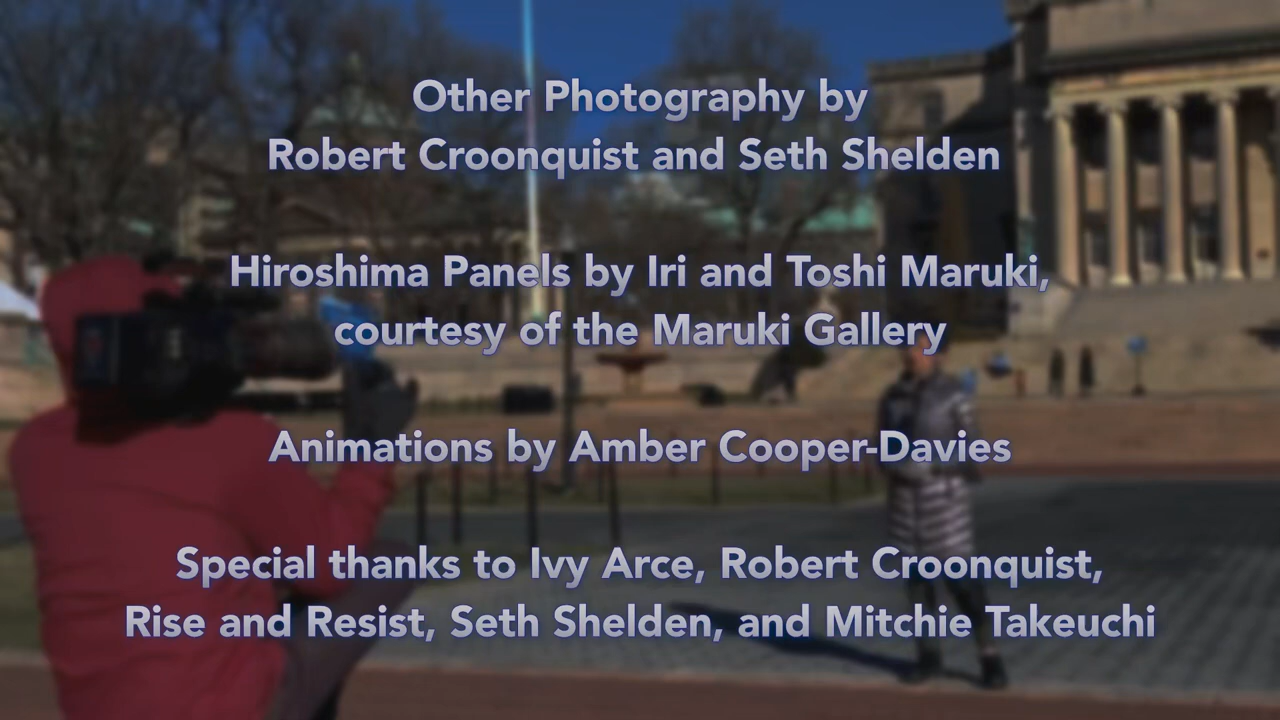 Other Photography by
Robert Croonquist and Seth Shelden
Hiroshima Panels by Iri and Toshi Maruki,
courtesy of the Maruki Gallery
Animations by Amber Cooper-Davies
Special thanks to Ivy Arce, Robert Croonquist,
Rise and Resist, Seth Shelden, and Mitchie Takeuchi